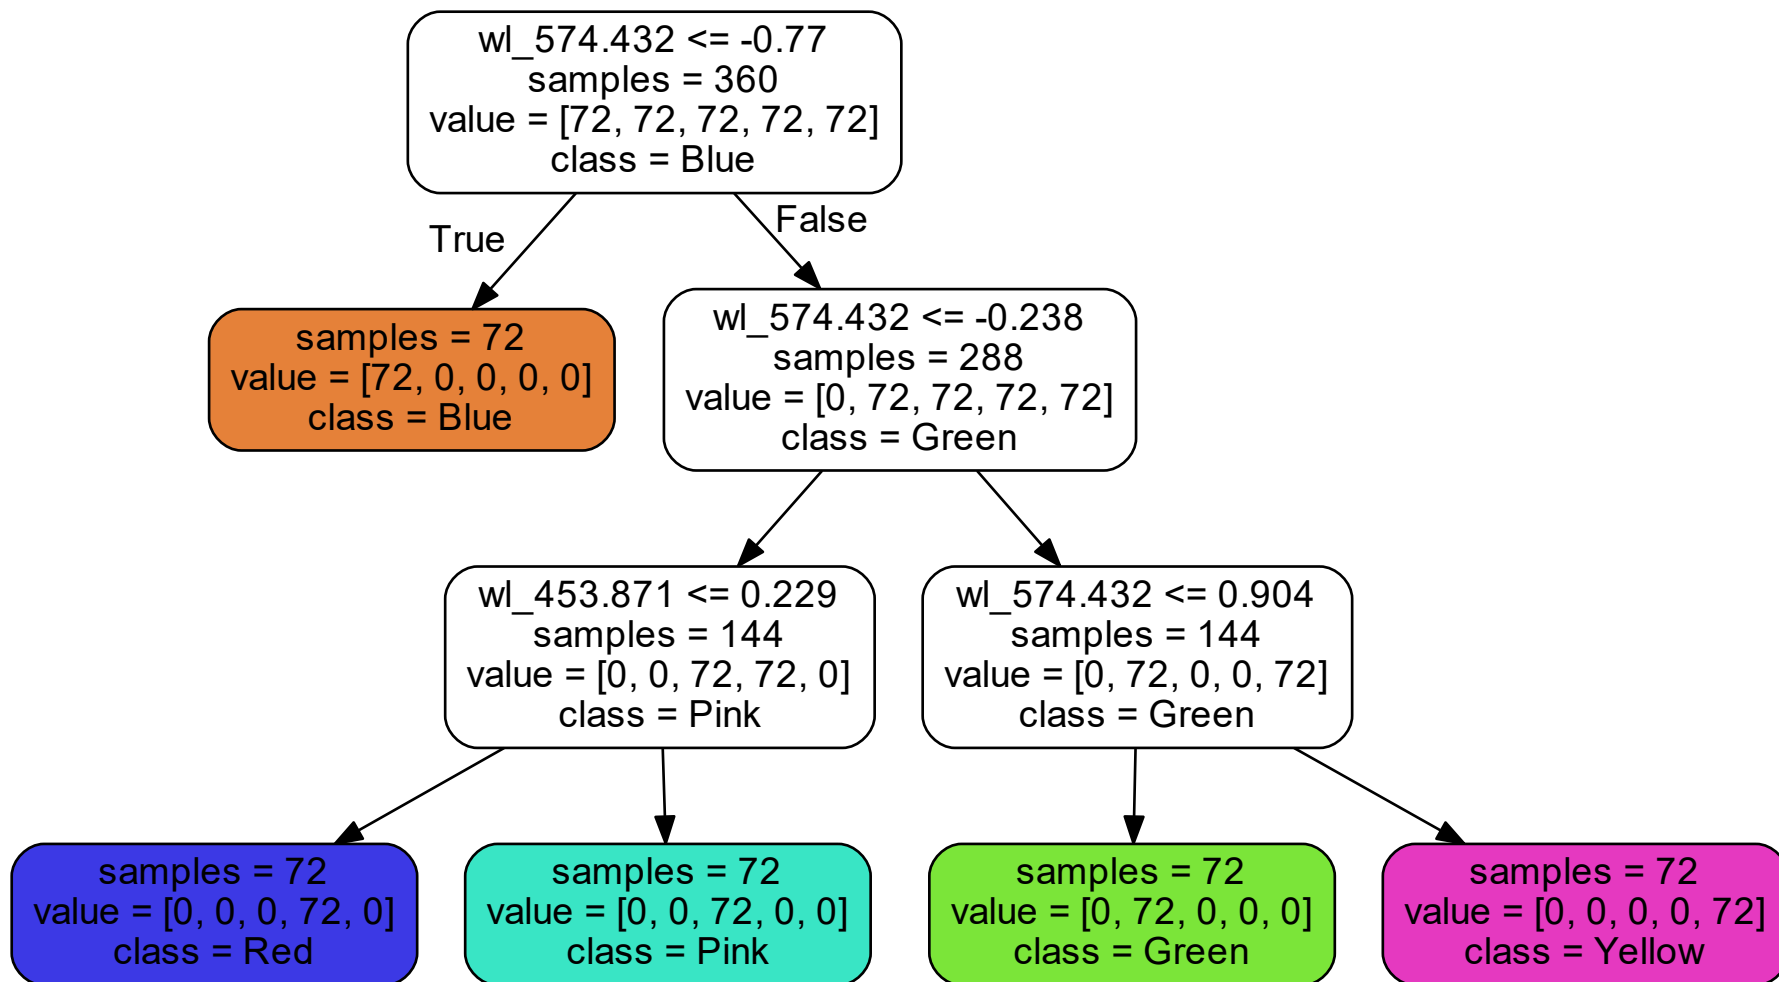 wl_574.432 <= -0.77
samples = 360
value = [72, 72, 72, 72, 72]
class = Blue
True
False
samples = 72
value = [72, 0, 0, 0, 0]
class = Blue
wl_574.432 <= -0.238
samples = 288
value = [0, 72, 72, 72, 72]
class = Green
wl_453.871 <= 0.229
samples = 144
value = [0, 0, 72, 72, 0]
class = Pink
wl_574.432 <= 0.904
samples = 144
value = [0, 72, 0, 0, 72]
class = Green
samples = 72
value = [0, 0, 0, 72, 0]
class = Red
samples = 72
value = [0, 0, 72, 0, 0]
class = Pink
samples = 72
value = [0, 72, 0, 0, 0]
class = Green
samples = 72
value = [0, 0, 0, 0, 72]
class = Yellow